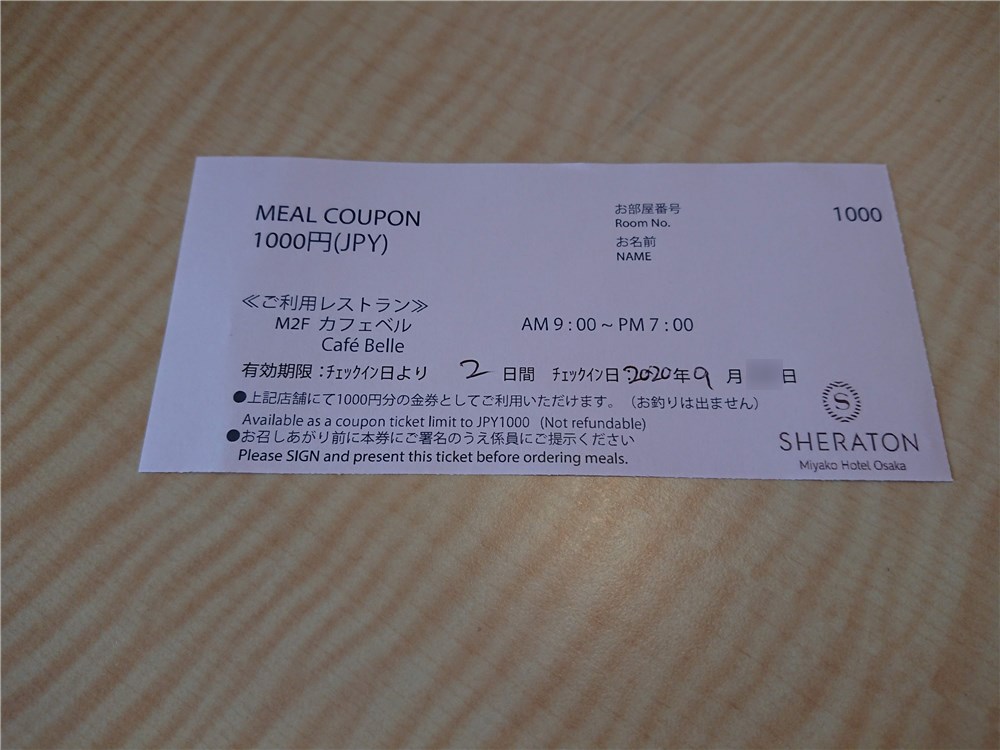 MEAL COUPON
1000円(JPY)
お部屋番号
Room No.
お名前
NAME
1000
≪ご利用レストラン≫
M2F カフェベル AM 9 : 00 ~ PM 7 : 00
Café Belle
有効期限：ﾁｪｯｸｲﾝ日より 2 日間 ﾁｪｯｸｲﾝ日：2020年9月 日
●上記店舗にて1000円分の金券としてご利用いただけます。（お釣りは出ません）
Available as a coupon ticket limit to JPY1000 (Not refundable)
●お召しあがり前に本券にご署名のうえ係員にご提示ください
Please SIGN and present this ticket before ordering meals.
S
SHERATON
Miyako Hotel Osaka